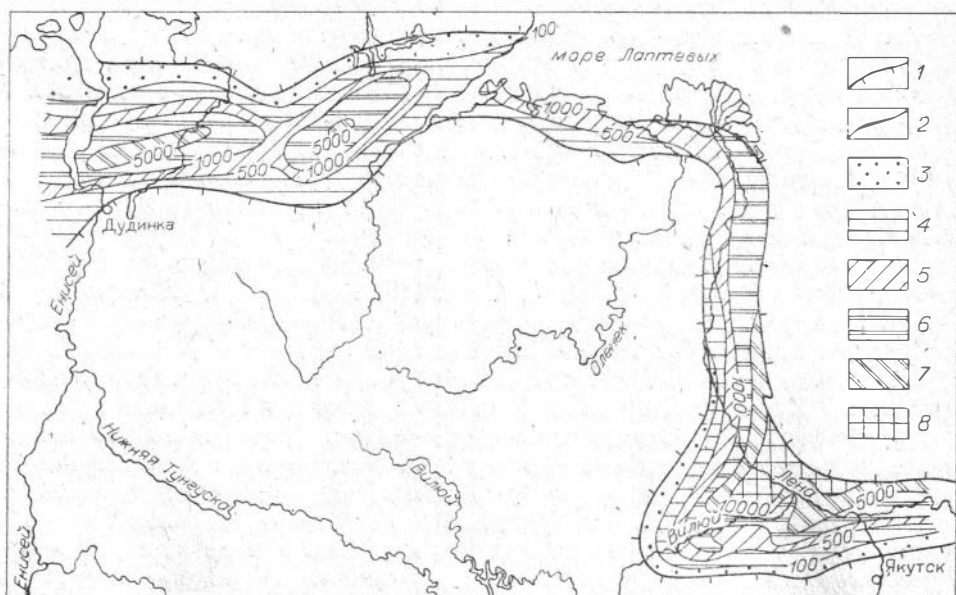 100
море Лаптевых
1
2
3
4
5
6
7
8
1000
500
5000
1000
500
5000
1000
Дудинка
Енисей
Оленек
1000
Нижняя Тунгуска
Вилюй
Лена
5000
10000
Вилюй
500
100
Якутск
Енисей